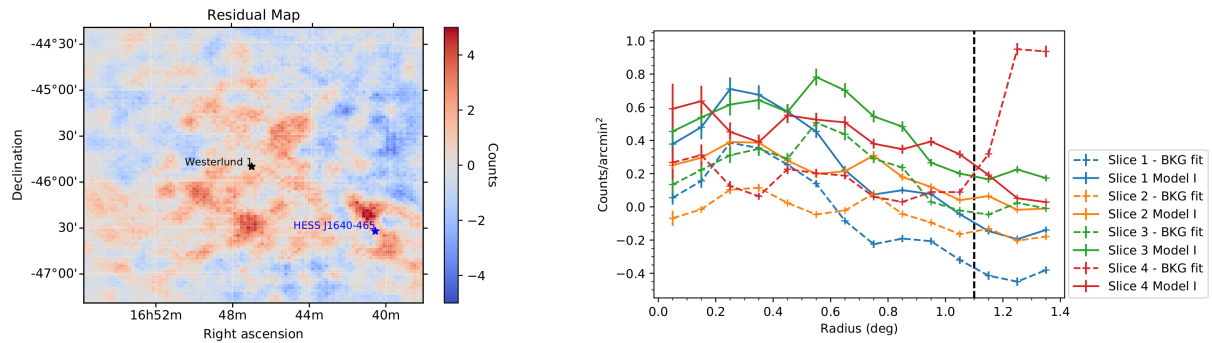 Residual Map
-44°30'
-45°00'
30'
-46°00'
30'
-47°00'
Declination
Westerlund 1
HESS J1640-465
16h52m
48m
44m
40m
Right ascension
4
2
0
−2
−4
Counts
1.0
0.8
0.6
0.4
0.2
0.0
−0.2
−0.4
Counts/arcmin²
0.0
0.2
0.4
0.6
0.8
1.0
1.2
1.4
Radius (deg)
Slice 1 - BKG fit
Slice 1 Model I
Slice 2 - BKG fit
Slice 2 Model I
Slice 3 - BKG fit
Slice 3 Model I
Slice 4 - BKG fit
Slice 4 Model I